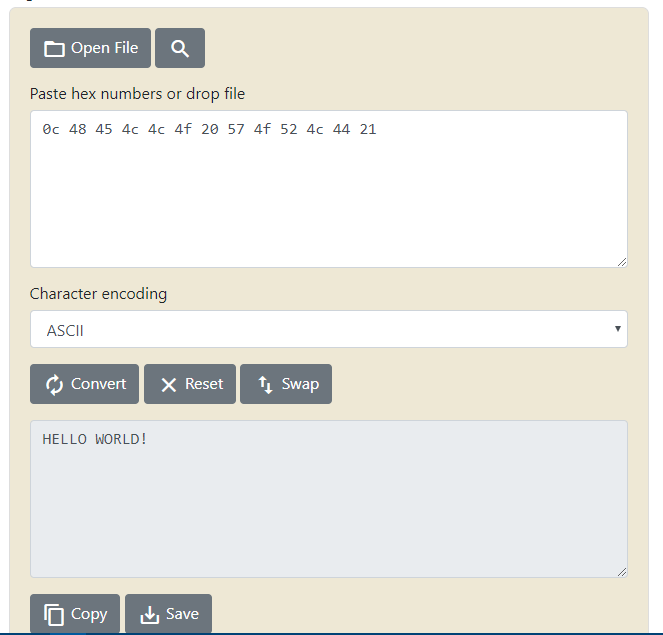 Open File
Paste hex numbers or drop file
0c 48 45 4c 4c 4f 20 57 4f 52 4c 44 21
Character encoding
ASCII
Convert Reset Swap
HELLO WORLD!
Copy Save